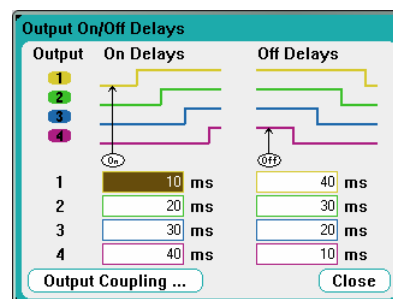 Output On/Off Delays
Output On Delays Off Delays
1
2
3
4
On Off
1 10 ms 40 ms
2 20 ms 30 ms
3 30 ms 20 ms
4 40 ms 10 ms
Output Coupling ... Close